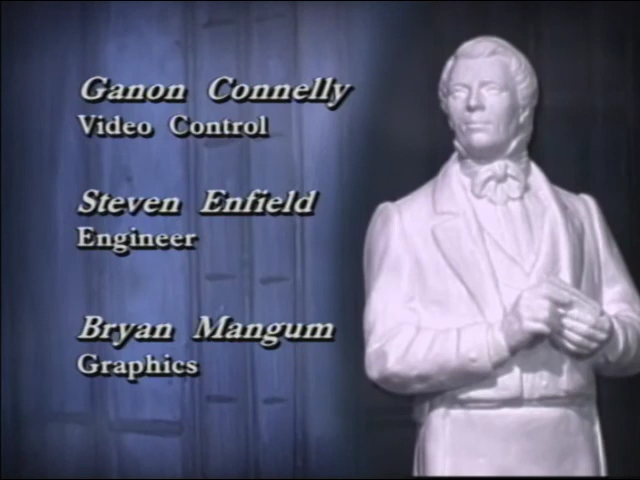 Ganon Connelly
Video Control
Steven Enfield
Engineer
Bryan Mangum
Graphics